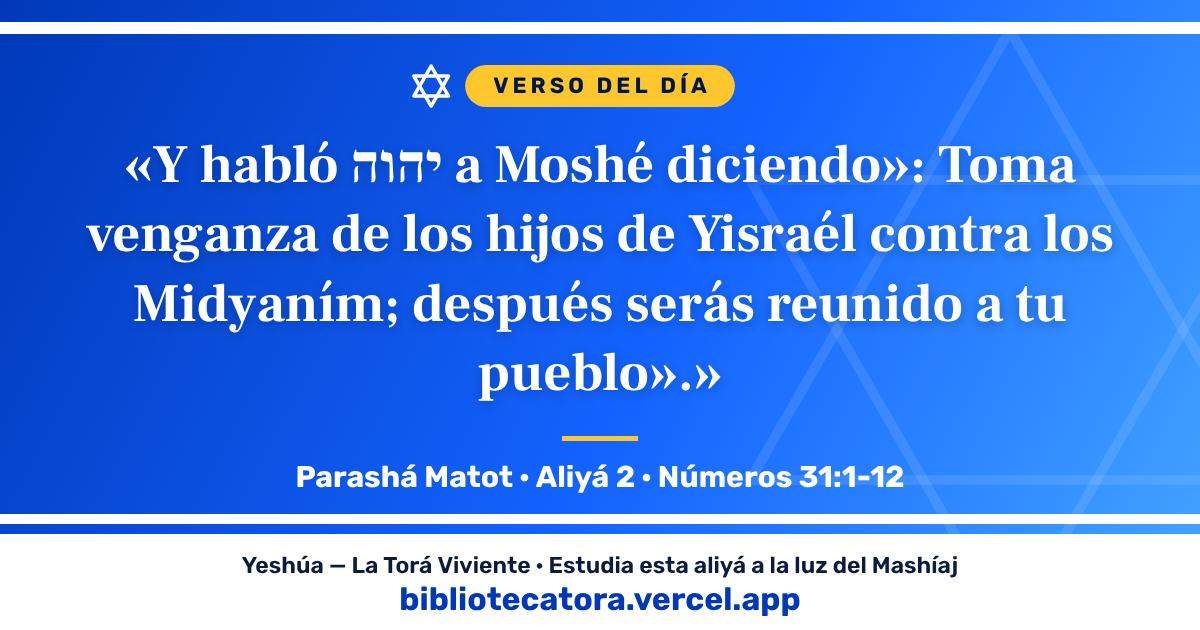 VERSO DEL DÍA
«Y habló יהוה a Moshé diciendo»: Toma
venganza de los hijos de Yisraél contra los
Midyaním; después serás reunido a tu
pueblo».»
Parashá Matot • Aliyá 2 • Números 31:1-12
Yeshúa — La Torá Viviente • Estudia esta aliyá a la luz del Mashíaj
bibliotecatora.vercel.app